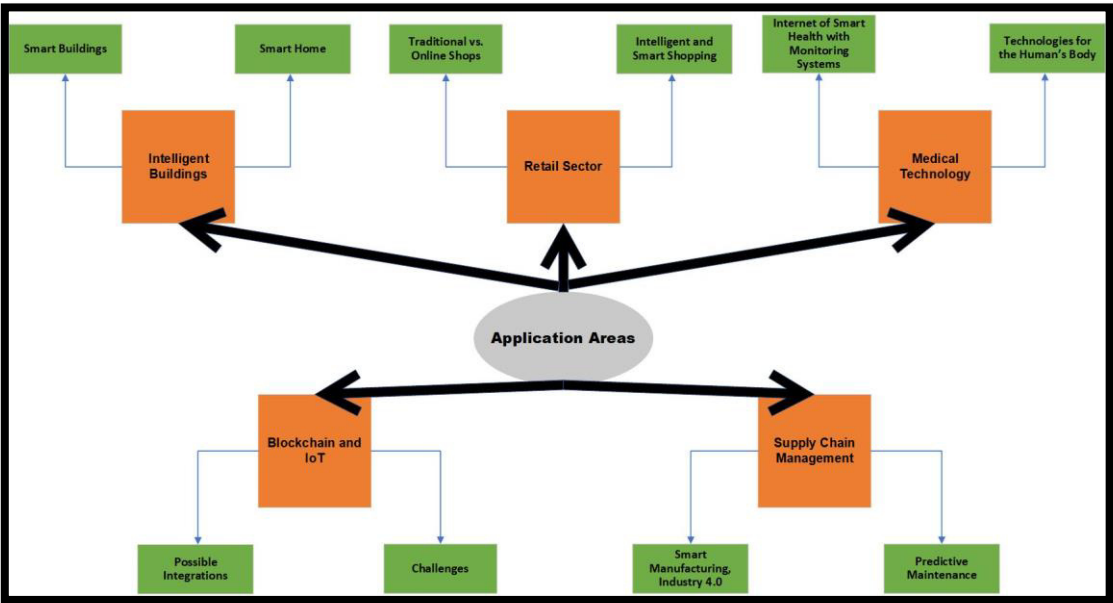 Smart Buildings
Smart Home
Traditional vs.
Online Shops
Intelligent and
Smart Shopping
Internet of Smart
Health with
Monitoring
Systems
Technologies for
the Human's Body
Intelligent
Buildings
Retail Sector
Medical
Technology
Application Areas
Blockchain and
IoT
Supply Chain
Management
Possible
Integrations
Challenges
Smart
Manufacturing,
Industry 4.0
Predictive
Maintenance